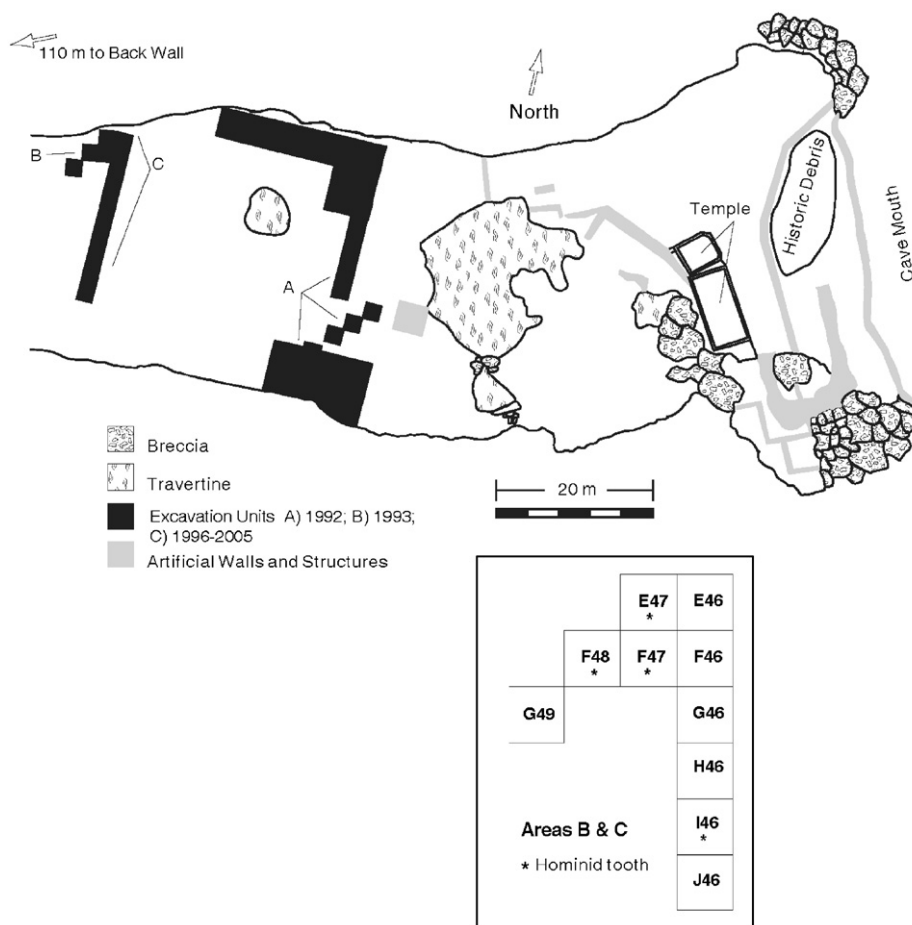 110 m to Back Wall
North
B
C
A
Temple
Historic Debris
Cave Mouth
Breccia
Travertine
Excavation Units A) 1992; B) 1993;
C) 1996-2005
Artificial Walls and Structures
20 m
E47 E46
*
F48 F47 F46
* *
G49 G46
H46
Areas B & C I46
* Hominid tooth *
J46